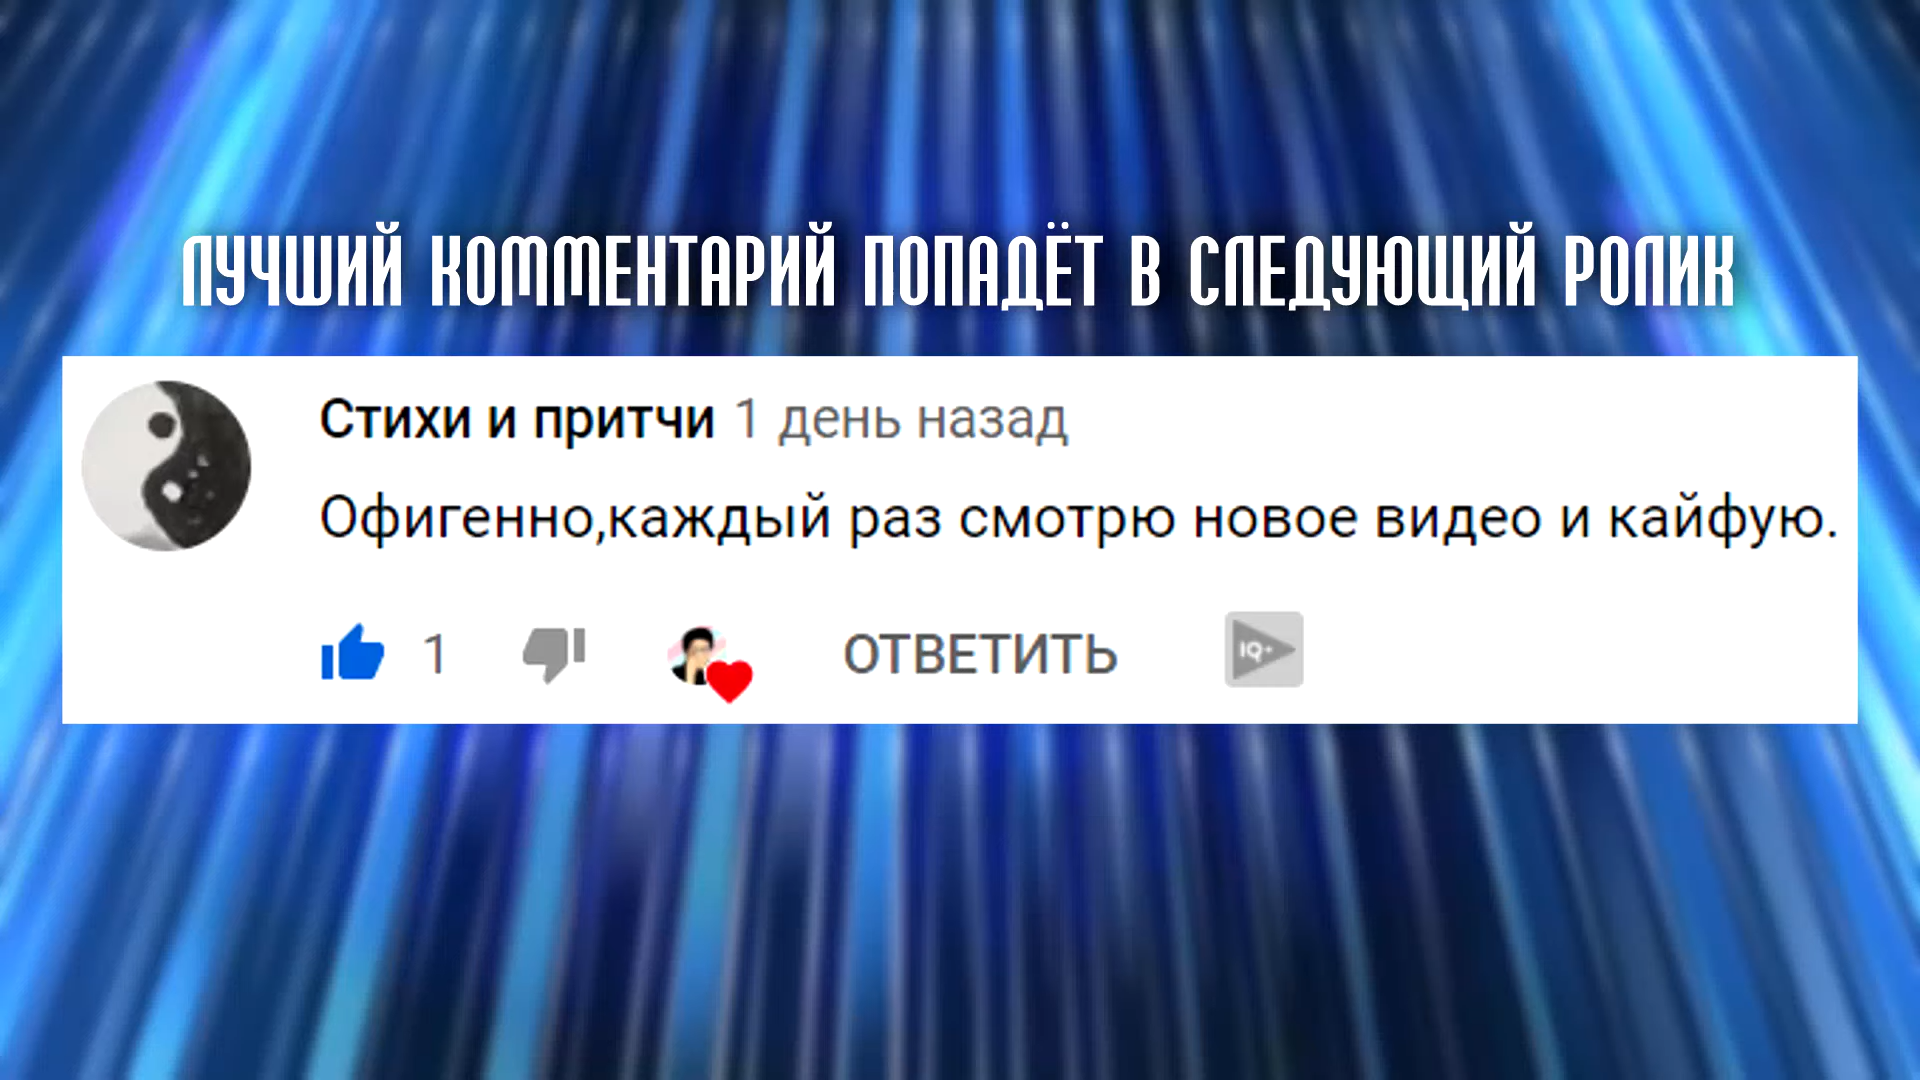 ЛУЧШИЙ КОММЕНТАРИЙ ПОПАДЁТ В СЛЕДУЮЩИЙ РОЛИК
Стихи и притчи 1 день назад
Офигенно,каждый раз смотрю новое видео и кайфую.
1 ОТВЕТИТЬ IQ+